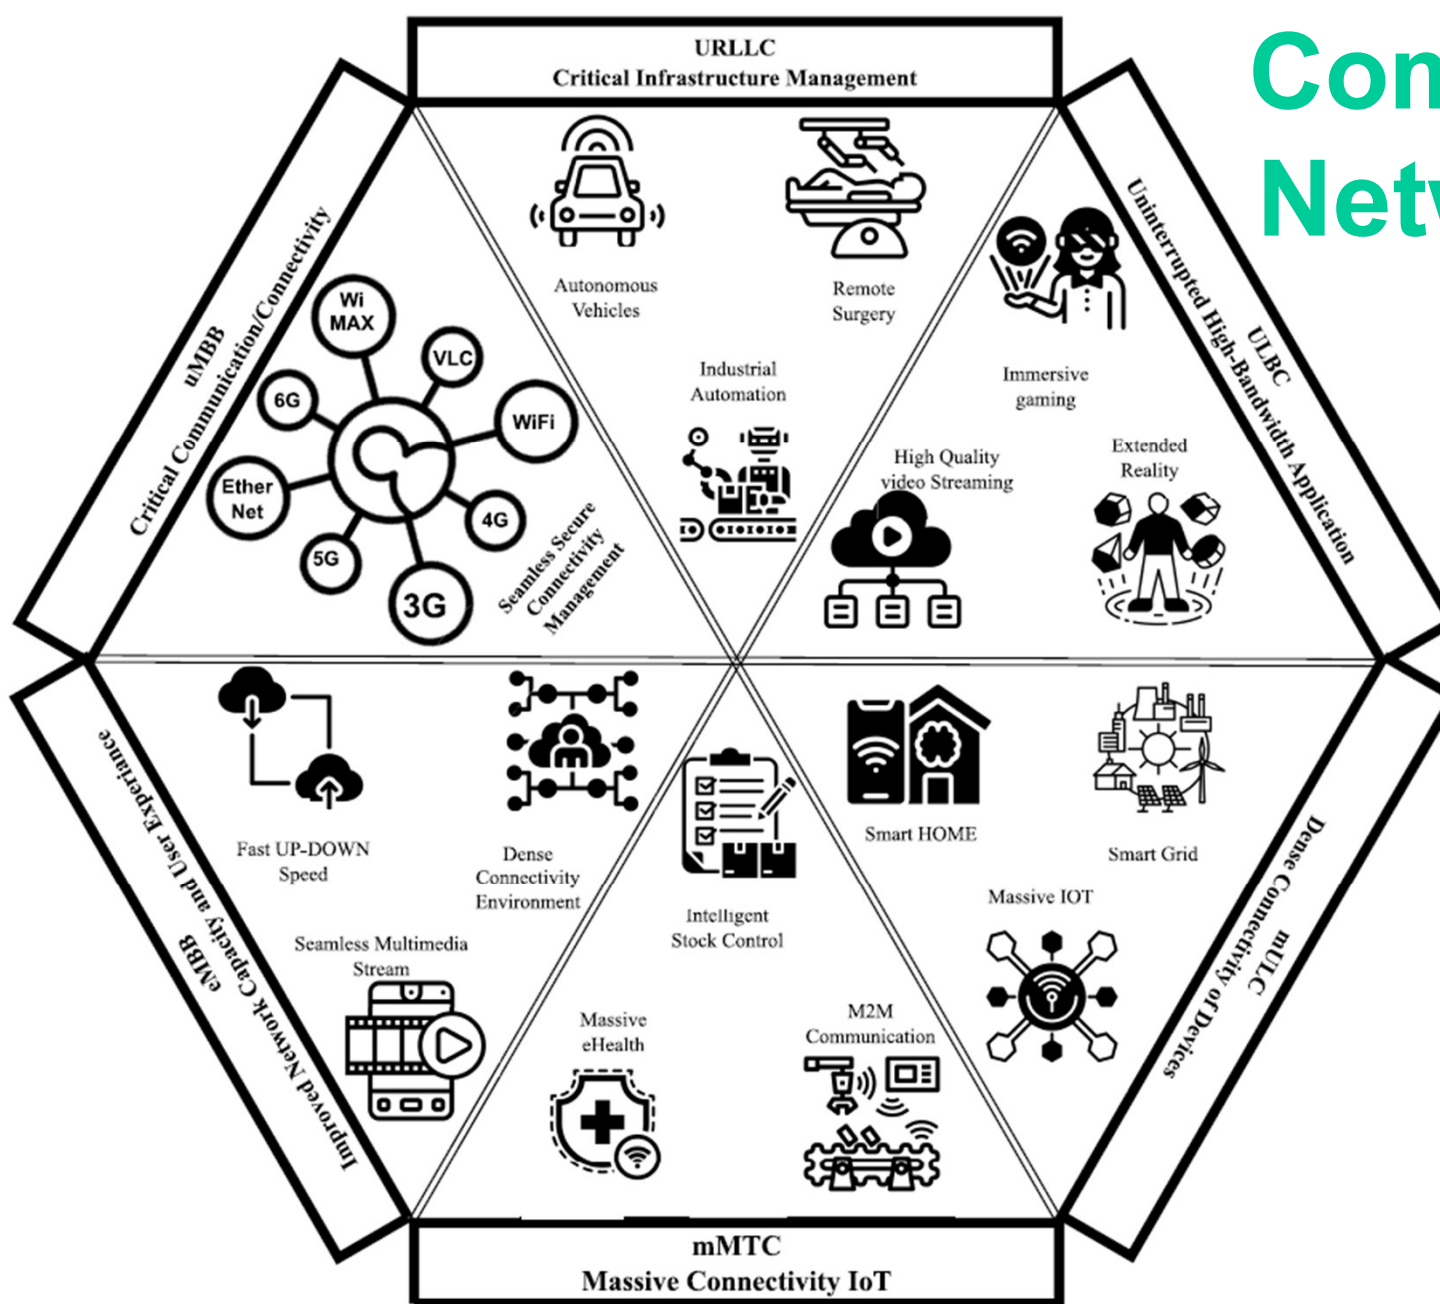 URLLC
Critical Infrastructure Management
Con
Netw
uMBB
Critical Communication/Connectivity
Wi
MAX
VLC
6G
WiFi
Ether
Net
4G
5G
3G
Seamless Secure
Connectivity
Management
Autonomous
Vehicles
Remote
Surgery
Industrial
Automation
ULBC
Uninterrupted High-Bandwidth Application
Immersive
gaming
Extended
Reality
High Quality
video Streaming
eMBB
Improved Network Capacity and User Experiance
Fast UP-DOWN
Speed
Dense
Connectivity
Environment
Seamless Multimedia
Stream
Intelligent
Stock Control
Massive
eHealth
M2M
Communication
Smart HOME
Smart Grid
Massive IOT
mULC
Dense Connectivity of Devices
mMTC
Massive Connectivity IoT